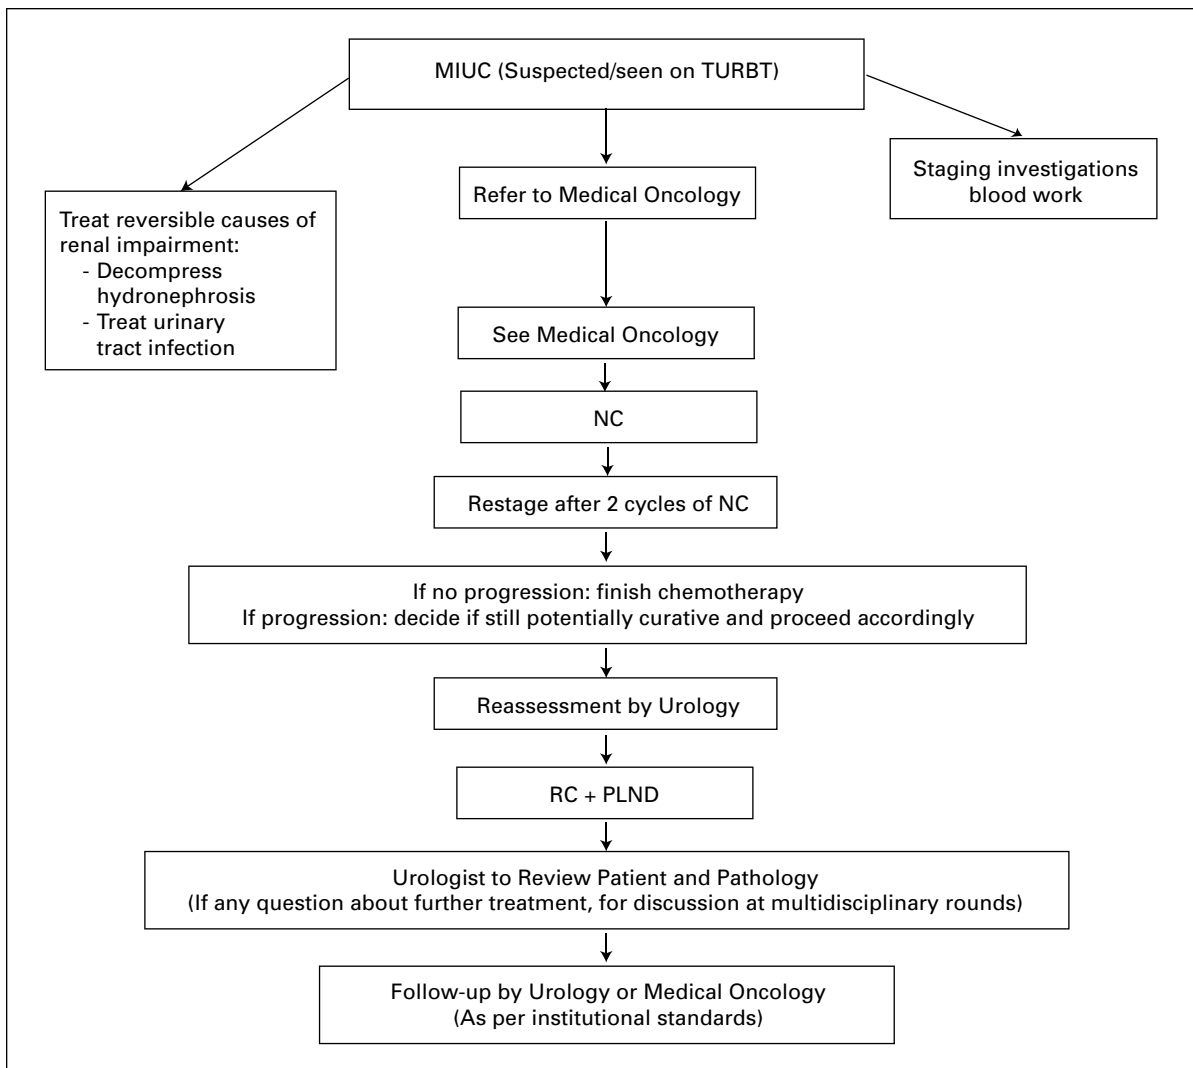 MIUC (Suspected/seen on TURBT)
Refer to Medical Oncology
Staging investigations
blood work
Treat reversible causes of
renal impairment:
- Decompress
hydronephrosis
- Treat urinary
tract infection
See Medical Oncology
NC
Restage after 2 cycles of NC
If no progression: finish chemotherapy
If progression: decide if still potentially curative and proceed accordingly
Reassessment by Urology
RC + PLND
Urologist to Review Patient and Pathology
(If any question about further treatment, for discussion at multidisciplinary rounds)
Follow-up by Urology or Medical Oncology
(As per institutional standards)